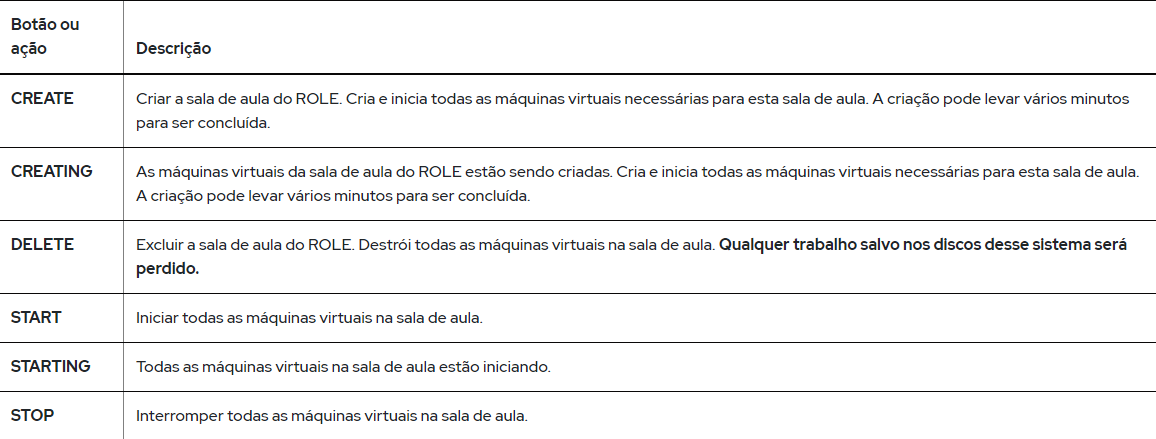 Botão ou
ação
Descrição
CREATE
Criar a sala de aula do ROLE. Cria e inicia todas as máquinas virtuais necessárias para esta sala de aula. A criação pode levar vários minutos
para ser concluída.
CREATING
As máquinas virtuais da sala de aula do ROLE estão sendo criadas. Cria e inicia todas as máquinas virtuais necessárias para esta sala de aula.
A criação pode levar vários minutos para ser concluída.
DELETE
Excluir a sala de aula do ROLE. Destrói todas as máquinas virtuais na sala de aula. Qualquer trabalho salvo nos discos desse sistema será
perdido.
START
Iniciar todas as máquinas virtuais na sala de aula.
STARTING
Todas as máquinas virtuais na sala de aula estão iniciando.
STOP
Interromper todas as máquinas virtuais na sala de aula.